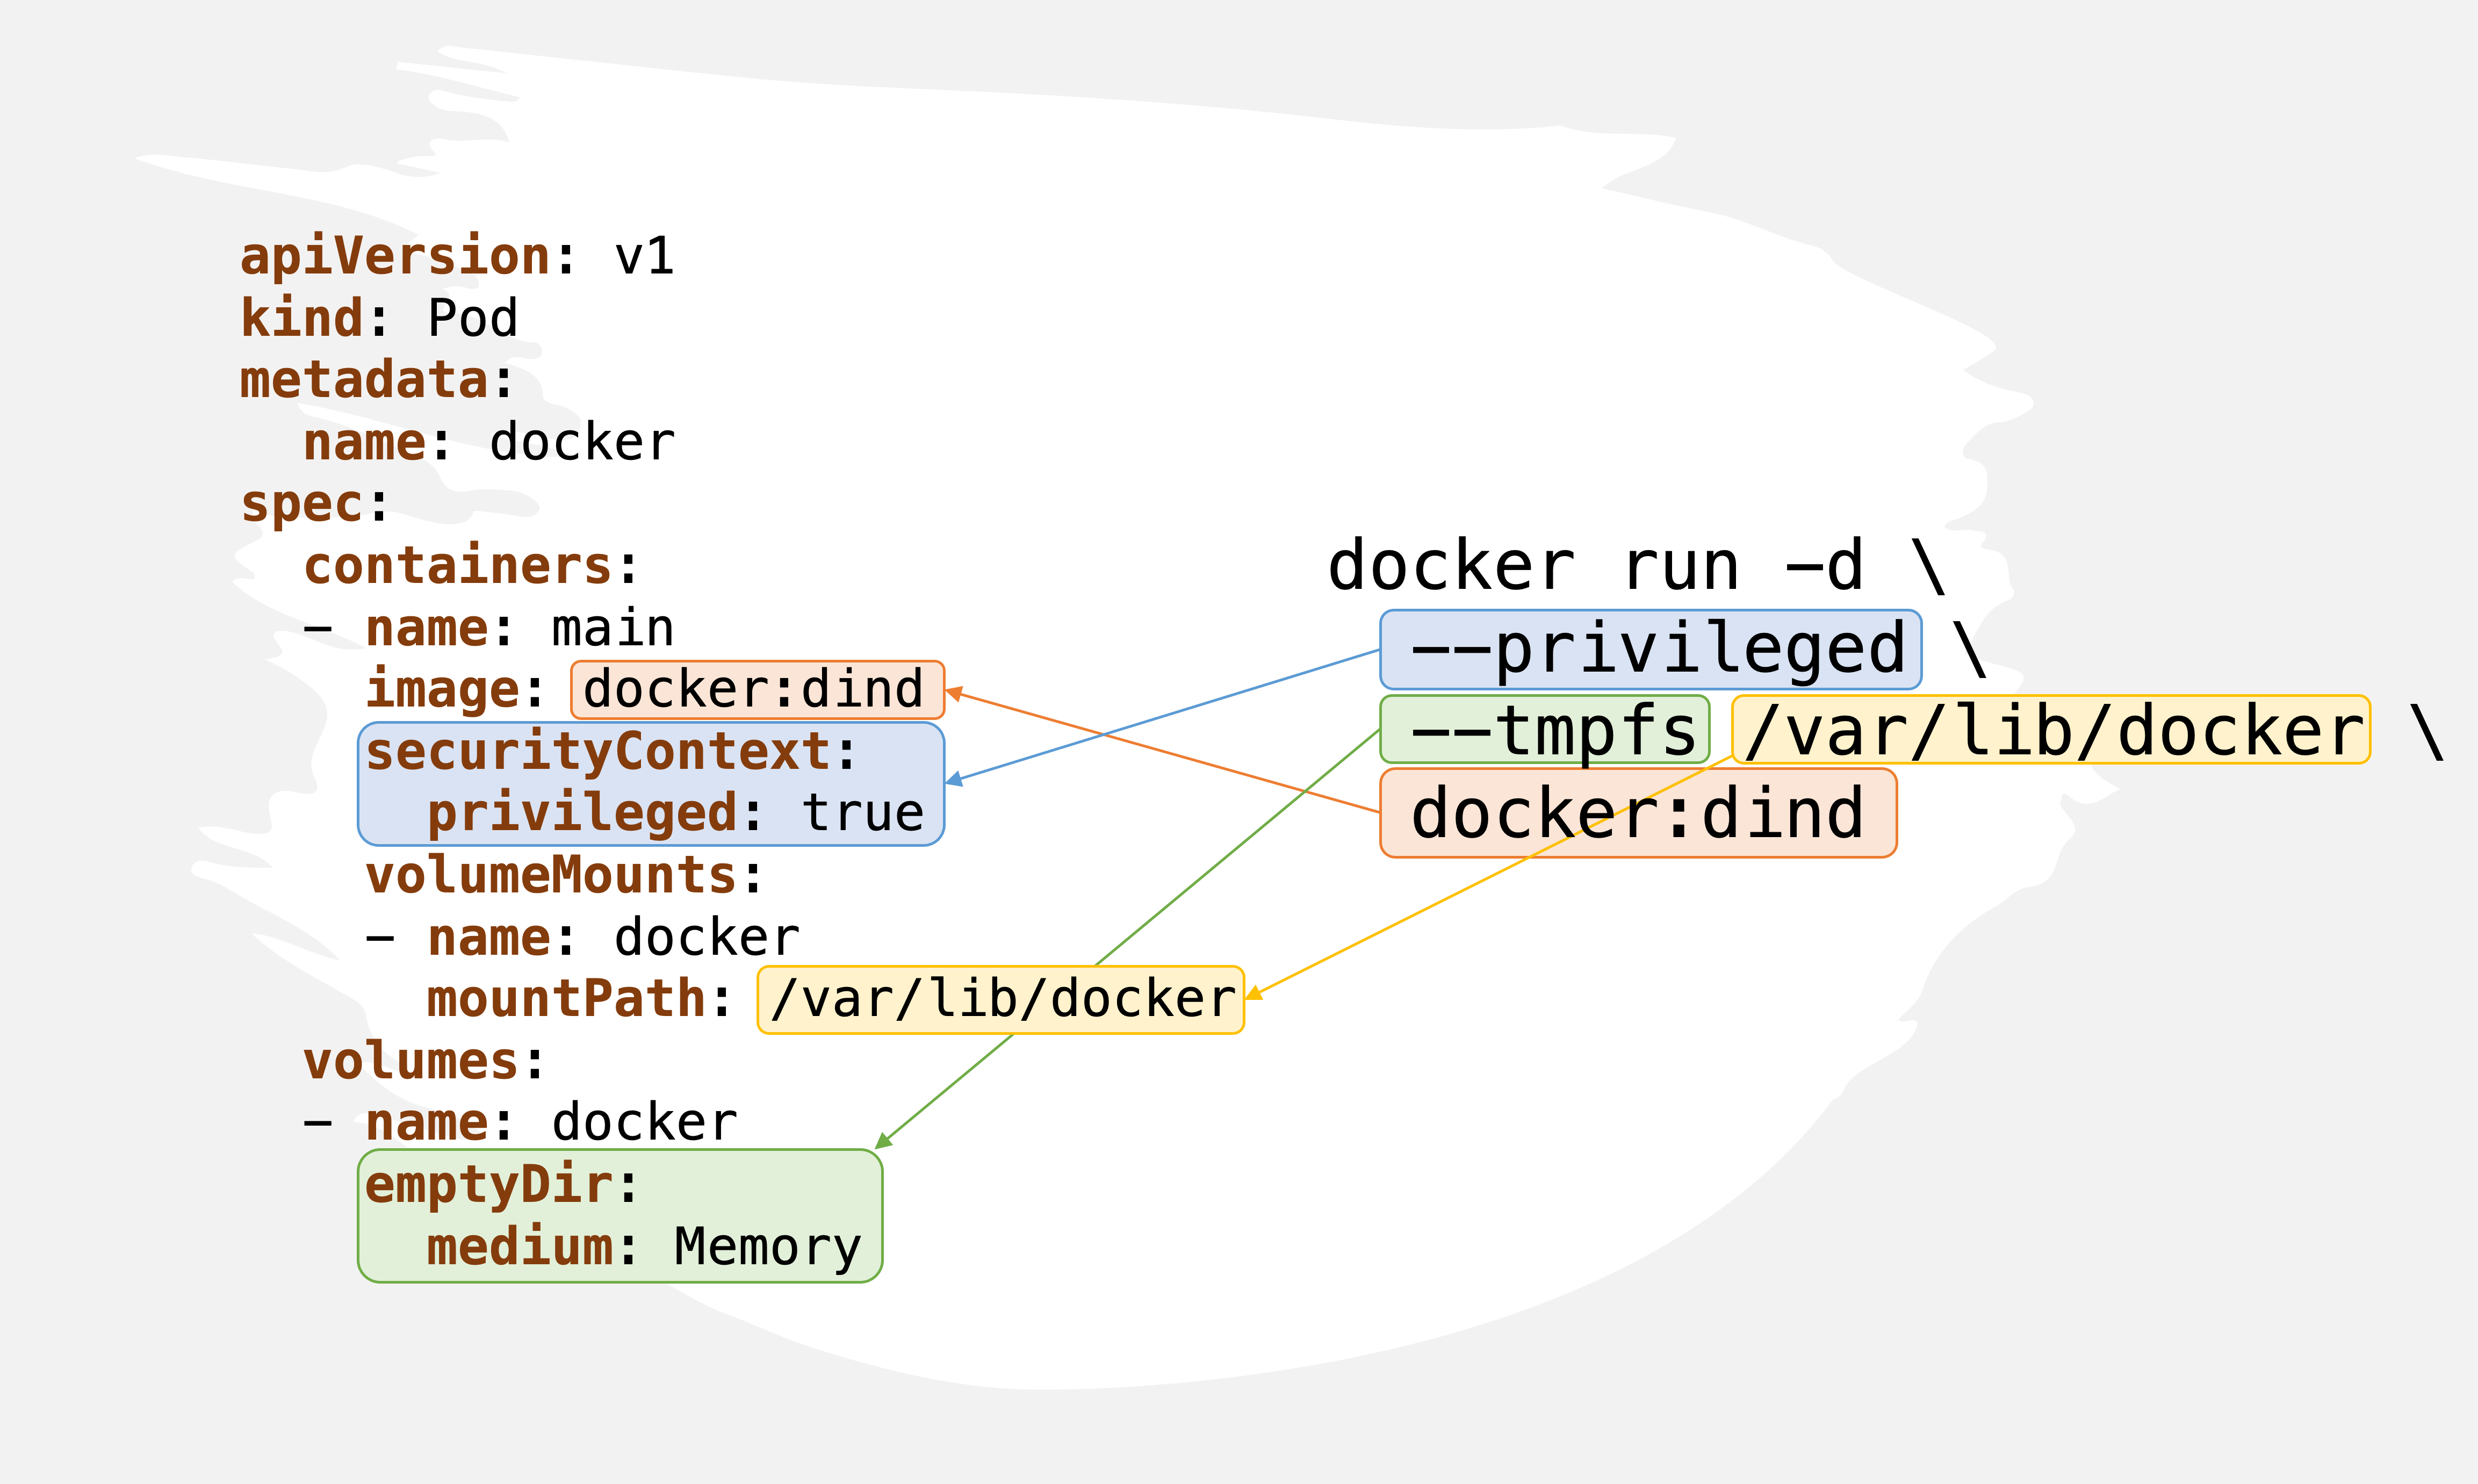 apiVersion: v1
kind: Pod
metadata:
  name: docker
spec:
  containers:
  – name: main
    image: docker:dind
    securityContext:
      privileged: true
    volumeMounts:
    – name: docker
      mountPath: /var/lib/docker
  volumes:
  – name: docker
    emptyDir:
      medium: Memory
docker run –d \
  ––privileged \
  ––tmpfs /var/lib/docker \
  docker:dind